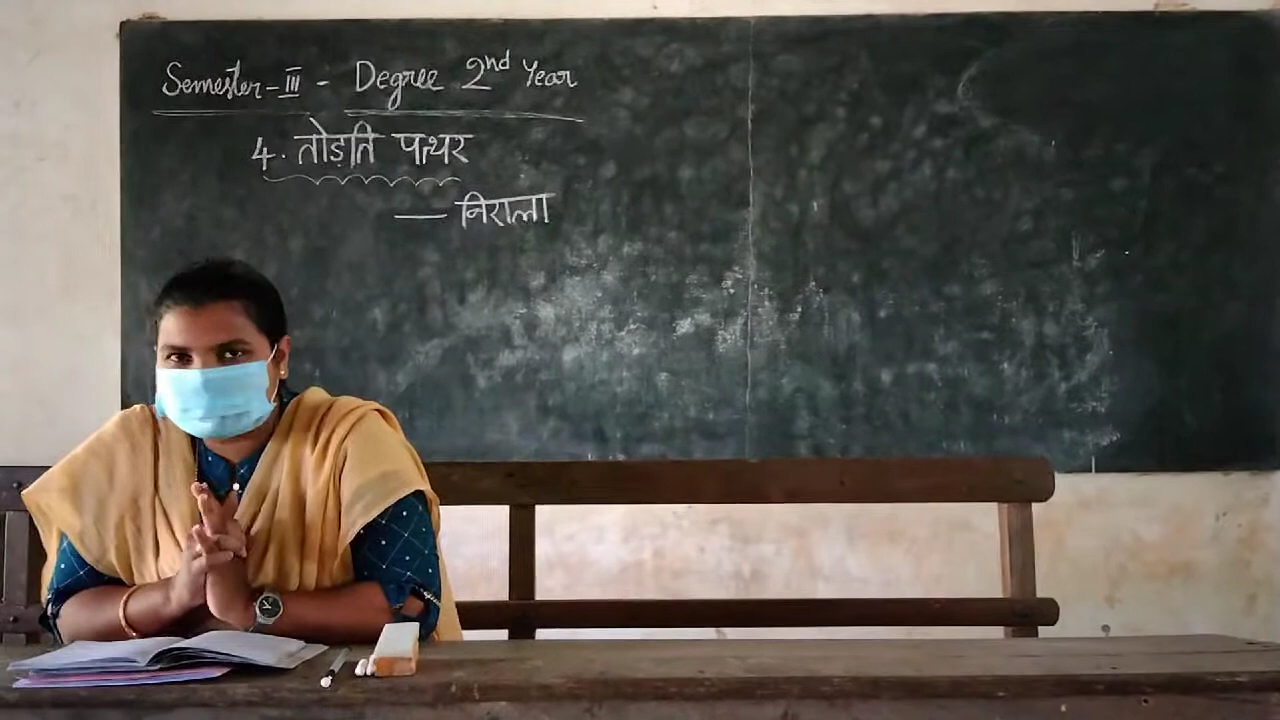 Semester-III - Degree 2nd Year
4. तोड़ति पत्थर
— निराला